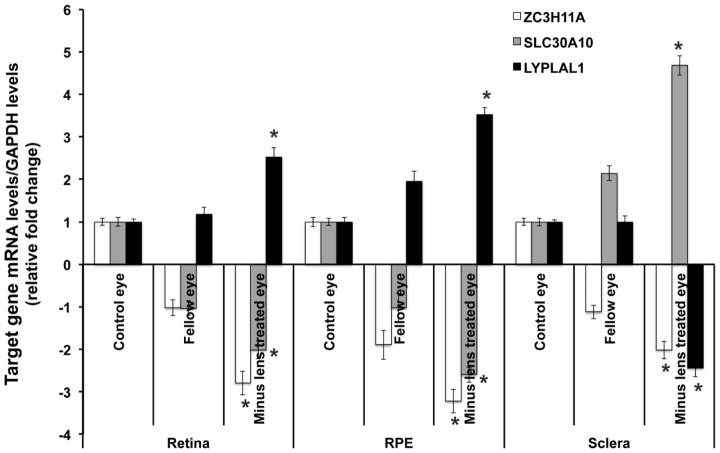 Target gene mRNA levels/GAPDH levels
(relative fold change)
6
5
4
3
2
1
0
-1
-2
-3
-4
ZC3H11A
SLC30A10
LYPLAL1
*
*
*
Control eye
Fellow eye
Minus lens treated eye
Control eye
Fellow eye
Minus lens treated eye
Control eye
Fellow eye
Minus lens treated eye
*
*
*
*
*
*
Retina
RPE
Sclera